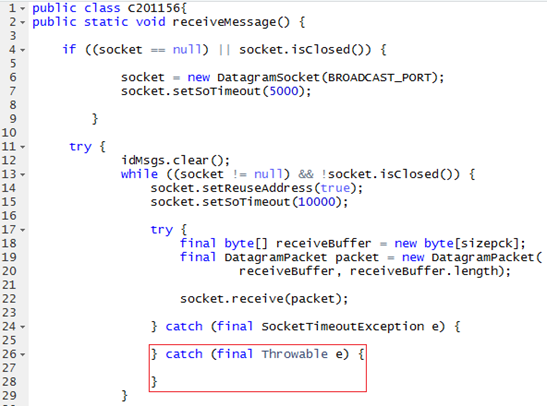 1 public class C201156{
2 public static void receiveMessage() {
3
4 if ((socket == null) || socket.isClosed()) {
5
6 socket = new DatagramSocket(BROADCAST_PORT);
7 socket.setSoTimeout(5000);
8
9 }
10
11 try {
12 idMsgs.clear();
13 while ((socket != null) && !socket.isClosed()) {
14 socket.setReuseAddress(true);
15 socket.setSoTimeout(10000);
16
17 try {
18 final byte[] receiveBuffer = new byte[sizepck];
19 final DatagramPacket packet = new DatagramPacket(
20 receiveBuffer, receiveBuffer.length);
21
22 socket.receive(packet);
23
24 } catch (final SocketTimeoutException e) {
25
26 } catch (final Throwable e) {
27
28 }
29 }